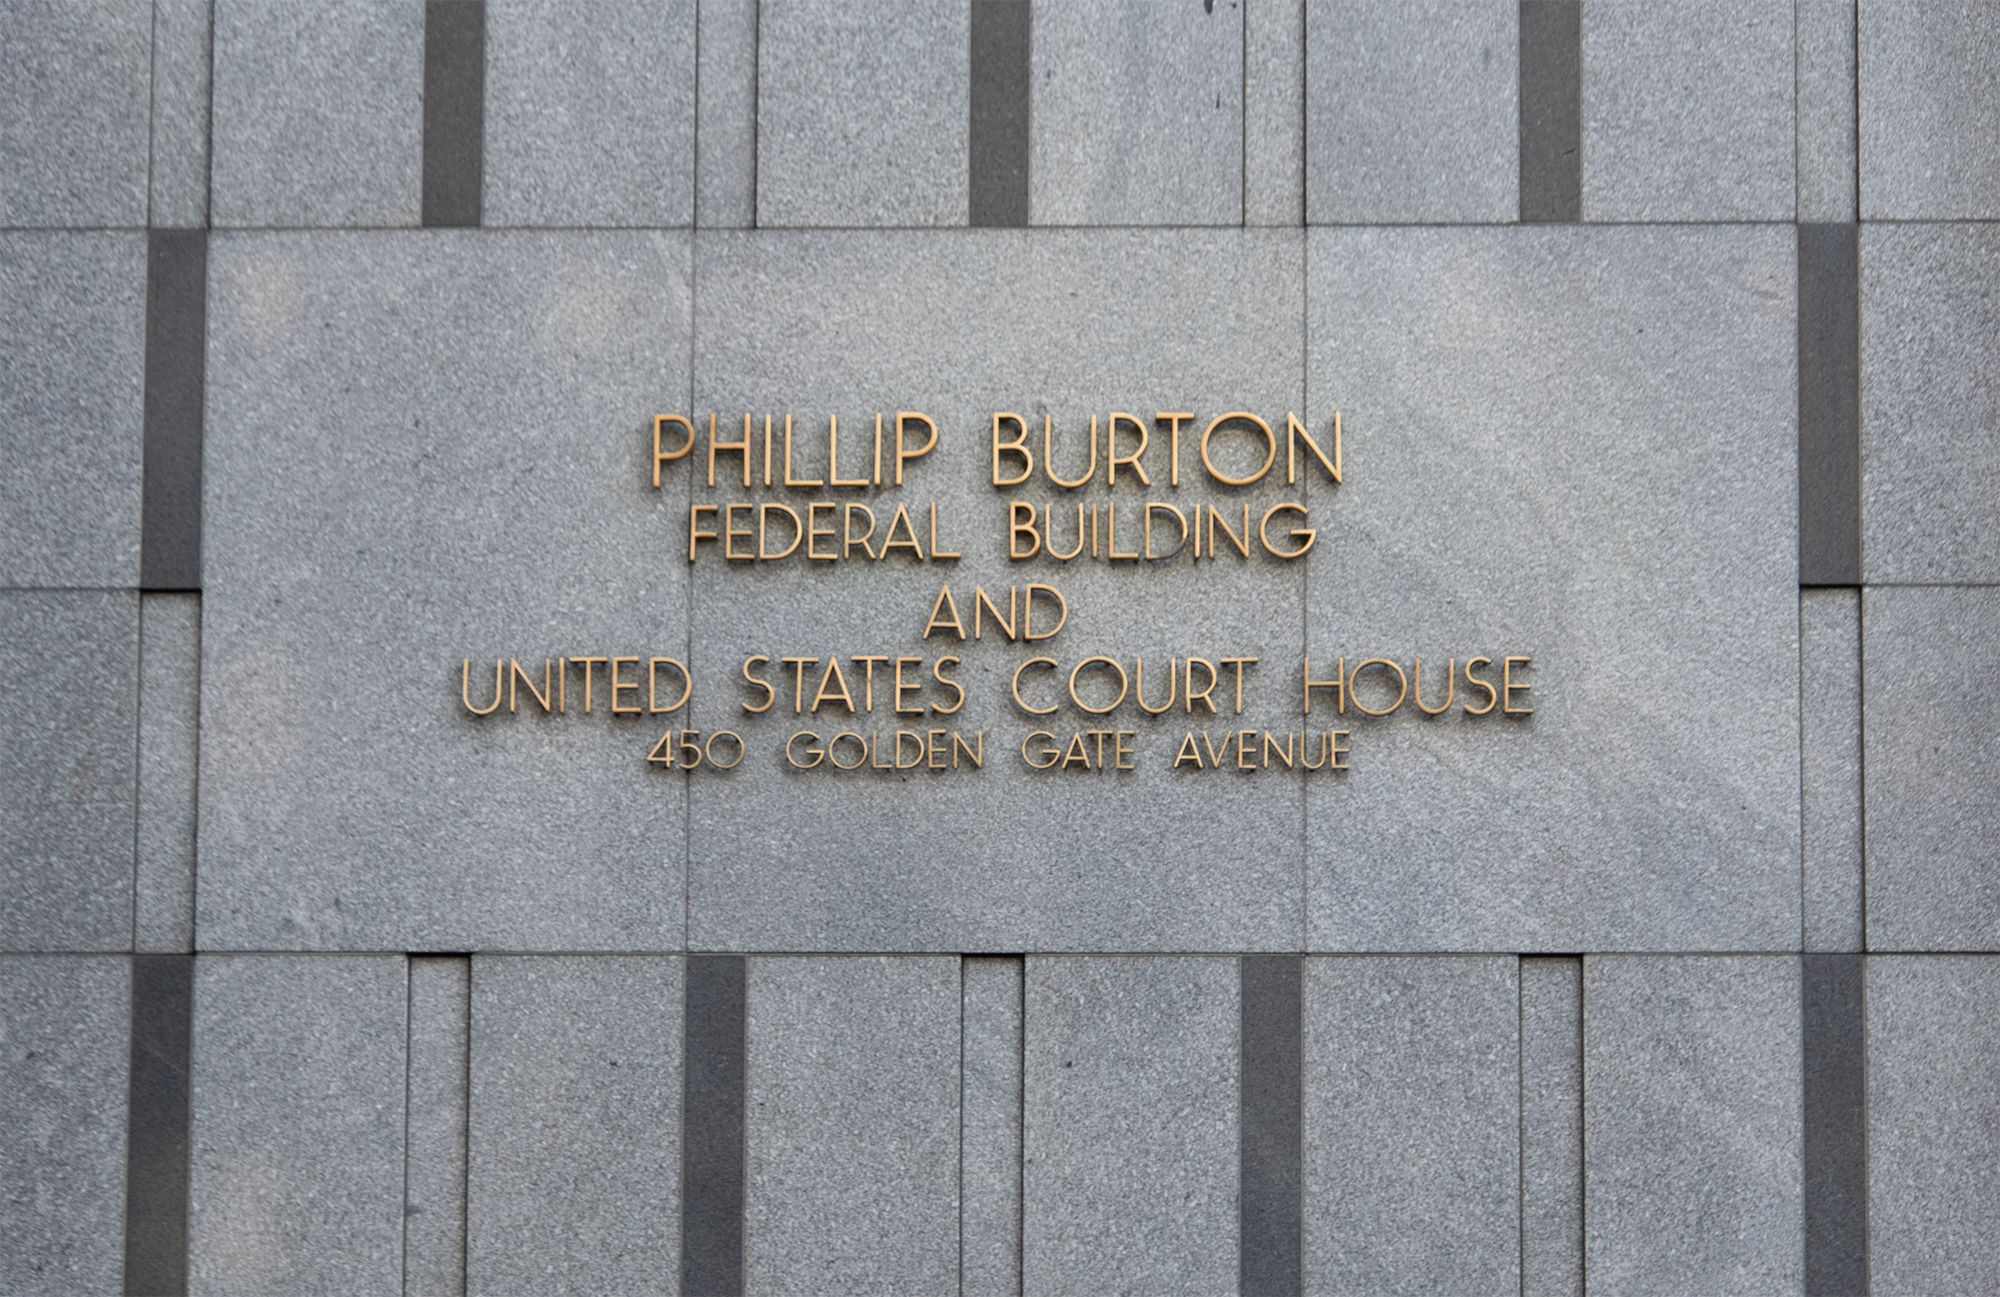 PHILLIP BURTON
FEDERAL BUILDING
AND
UNITED STATES COURT HOUSE
450 GOLDEN GATE AVENUE